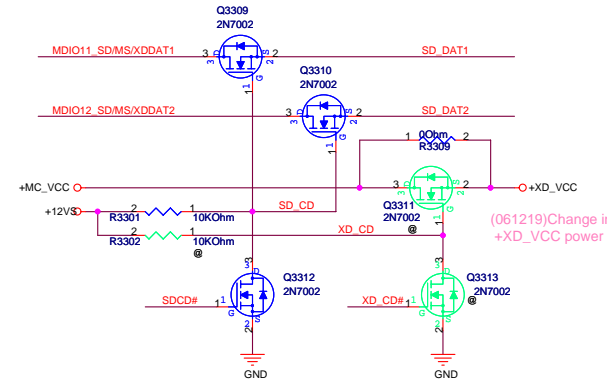 Q3309
2N7002
MDIO11_SD/MS/XDDAT1
3
D
S
2
SD_DAT1
G
1
Q3310
2N7002
MDIO12_SD/MS/XDDAT2
3
D
S
2
SD_DAT2
G
1
1
0Ohm
2
R3309
+MC_VCC
3
D
S
2
+XD_VCC
G
1
Q3311
2N7002
@
+12VS
R3301
2
1
10KOhm
SD_CD
R3302
2
1
10KOhm
@
XD_CD
(061219)Change i
+XD_VCC power
3
D
Q3312
2N7002
SDCD#
1
G
S
2
GND
3
D
Q3313
2N7002
@
XD_CD#
1
G
S
2
GND